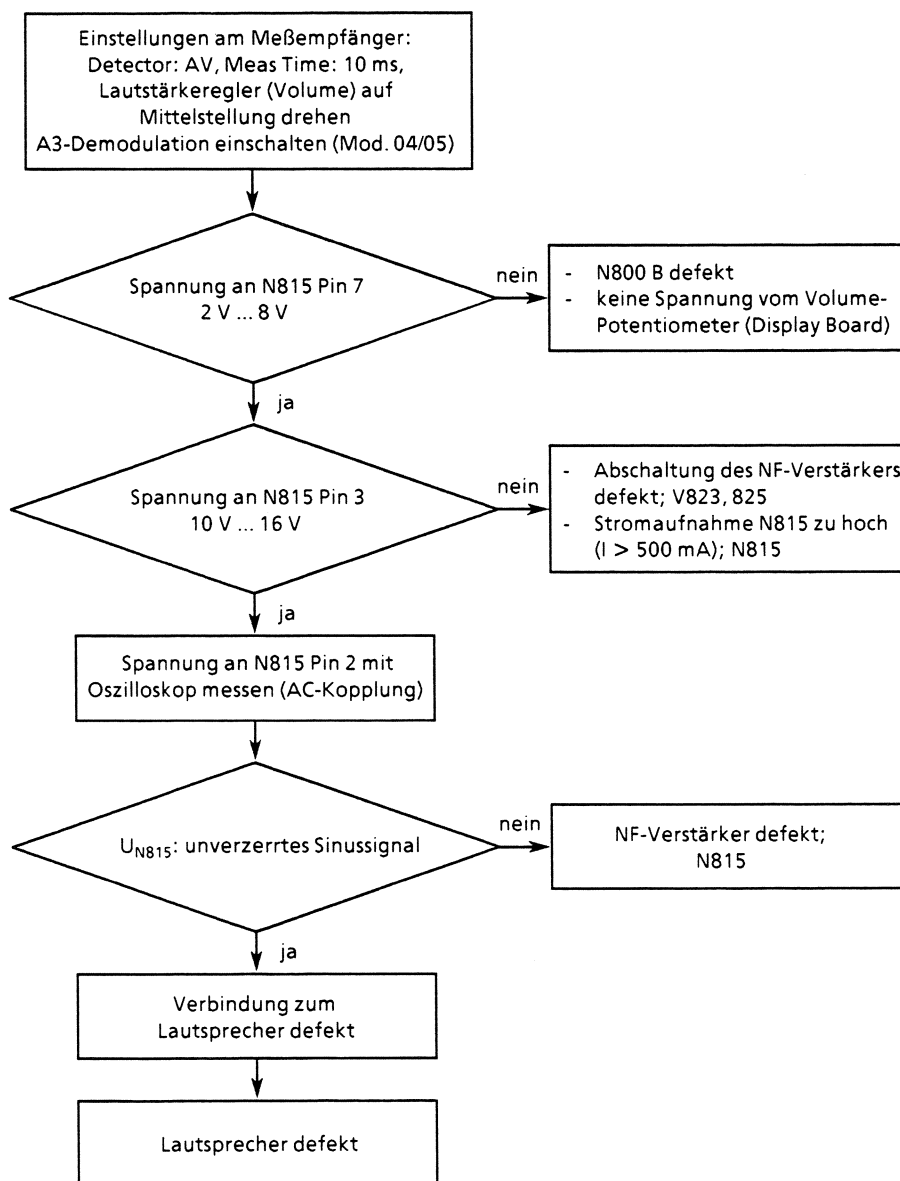 Einstellungen am Meßempfänger:
Detector: AV, Meas Time: 10 ms,
Lautstärkeregler (Volume) auf
Mittelstellung drehen
A3-Demodulation einschalten (Mod. 04/05)
Spannung an N815 Pin 7
2 V ... 8 V
nein
- N800 B defekt
- keine Spannung vom Volume-
Potentiometer (Display Board)
ja
Spannung an N815 Pin 3
10 V ... 16 V
nein
- Abschaltung des NF-Verstärkers
defekt; V823, 825
- Stromaufnahme N815 zu hoch
(I > 500 mA); N815
ja
Spannung an N815 Pin 2 mit
Oszilloskop messen (AC-Kopplung)
UN815: unverzerrtes Sinussignal
nein
NF-Verstärker defekt;
N815
ja
Verbindung zum
Lautsprecher defekt
Lautsprecher defekt